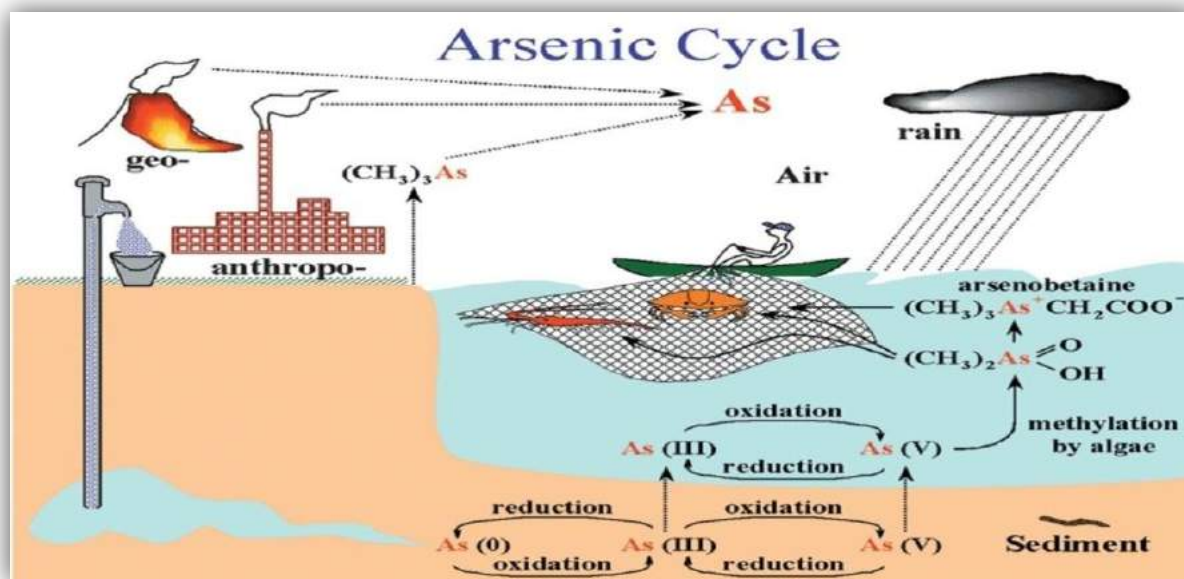 Arsenic Cycle
As
rain
geo-
(CH₃)₃As
Air
anthropo-
arsenobetaine
(CH₃)₃As⁺CH₂COO⁻
(CH₃)₂As
O
OH
oxidation
methylation
by algae
As (III)
As (V)
reduction
reduction
oxidation
As (0)
As (III)
As (V)
Sediment
oxidation
reduction